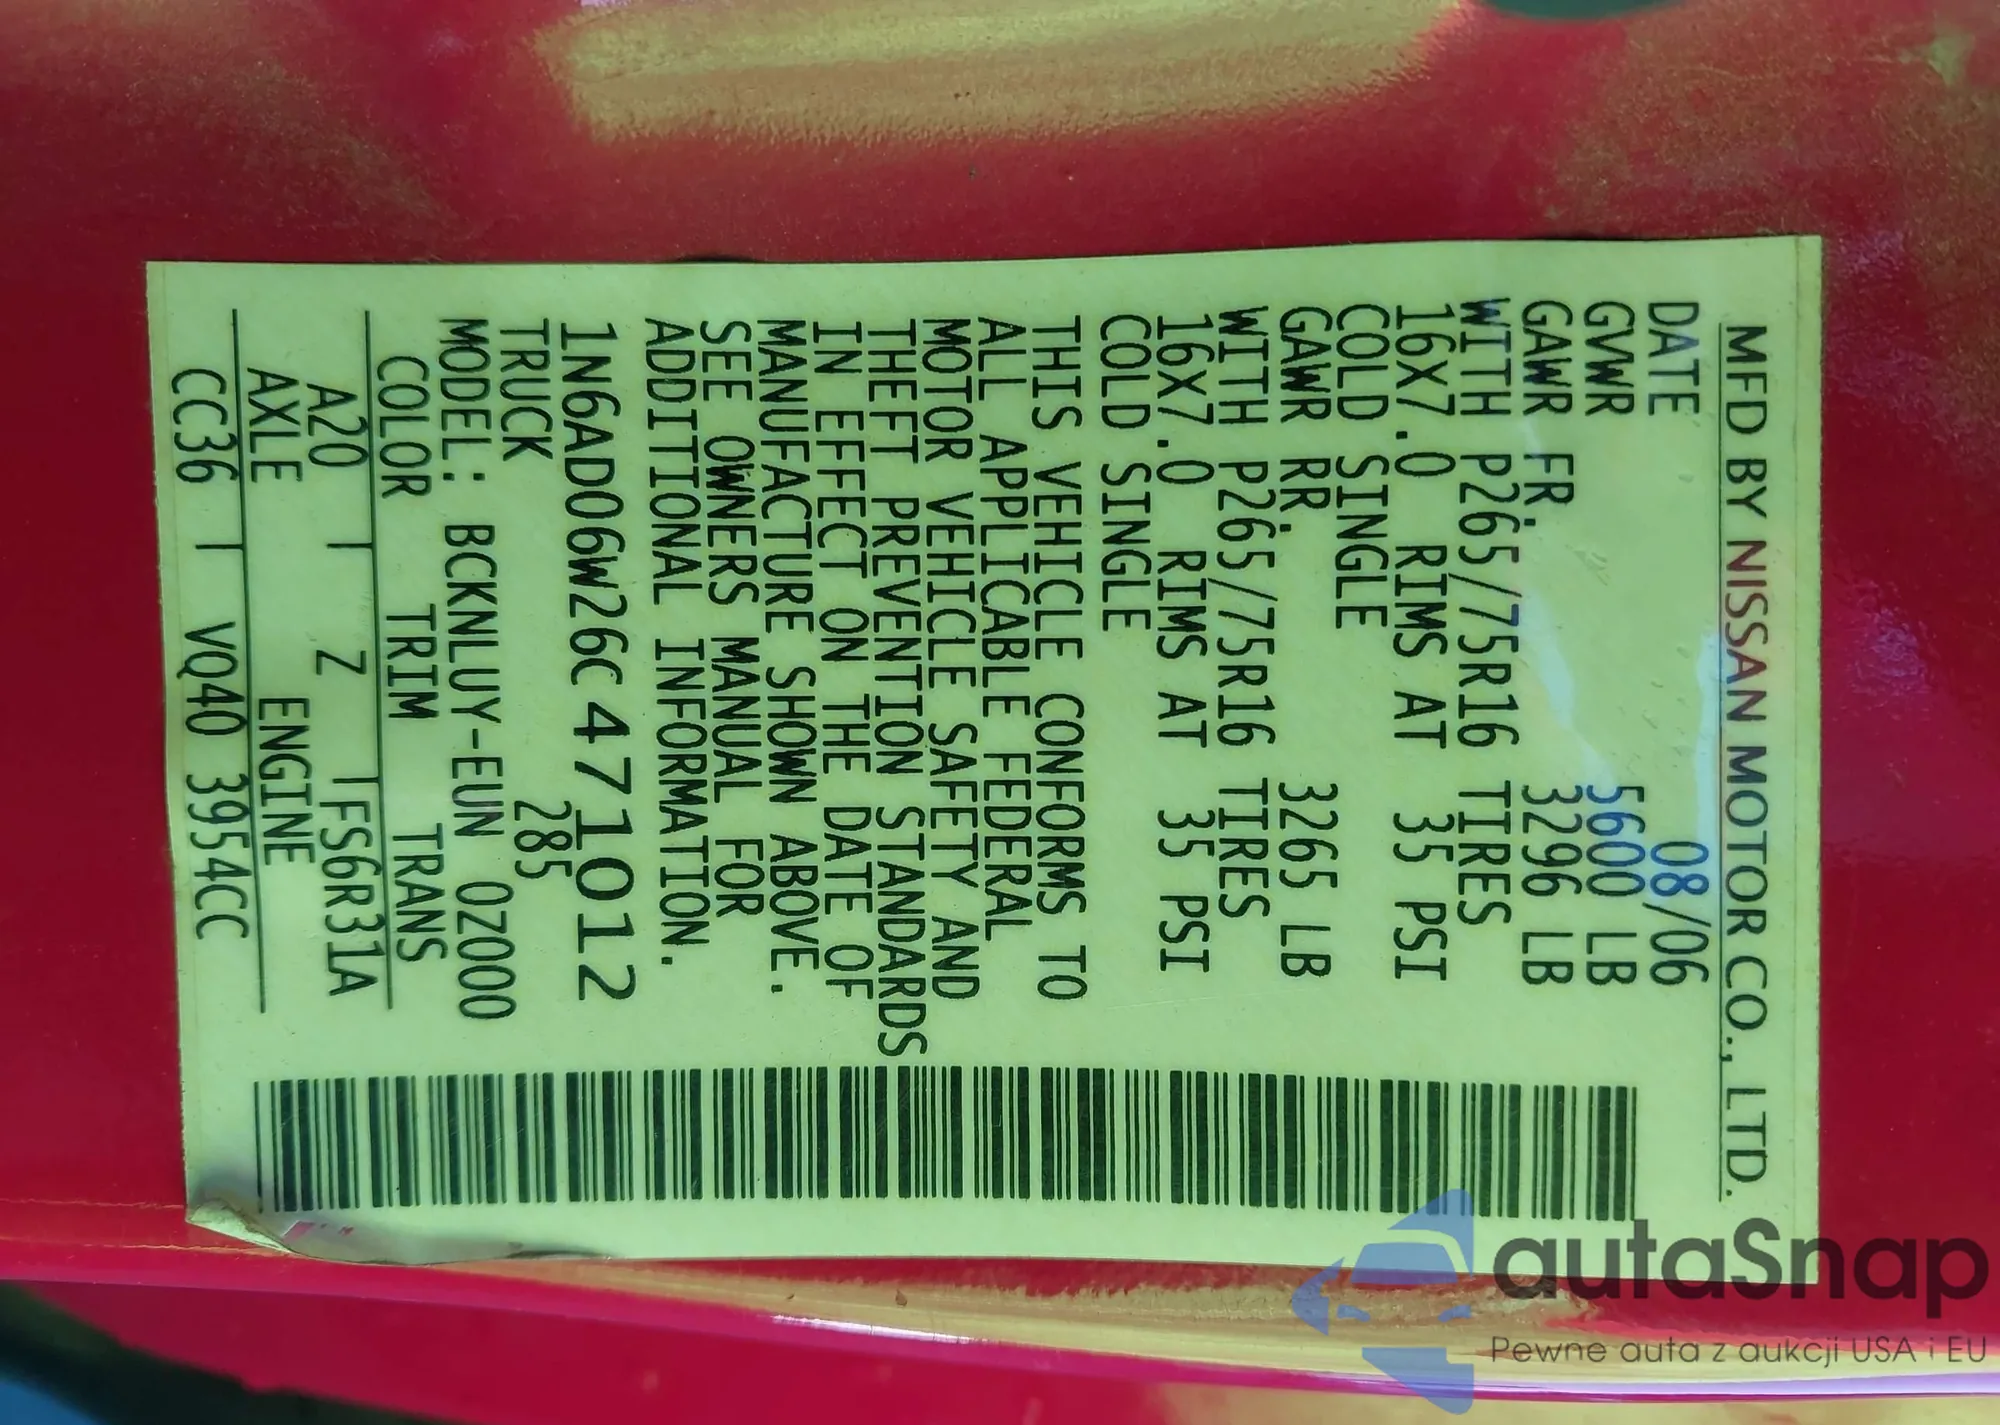 MFD BY NISSAN MOTOR CO., LTD.
DATE 08/06
GVWR 5600 LB
GAWR FR. 3296 LB
WITH P265/75R16 TIRES
16X7.0 RIMS AT 35 PSI
COLD SINGLE
GAWR RR. 3265 LB
WITH P265/75R16 TIRES
16X7.0 RIMS AT 35 PSI
COLD SINGLE
THIS VEHICLE CONFORMS TO
ALL APPLICABLE FEDERAL
MOTOR VEHICLE SAFETY AND
THEFT PREVENTION STANDARDS
IN EFFECT ON THE DATE OF
MANUFACTURE SHOWN ABOVE.
SEE OWNERS MANUAL FOR
ADDITIONAL INFORMATION.
1N6AD06W26C471012
TRUCK 285
MODEL: BCKNLUY-EUN 0Z000
COLOR TRIM TRANS
A20 | Z | FS6R31A
AXLE ENGINE
CC36 | VQ40 3954CC
autaSnap
Pewne auta z aukcji USA i EU